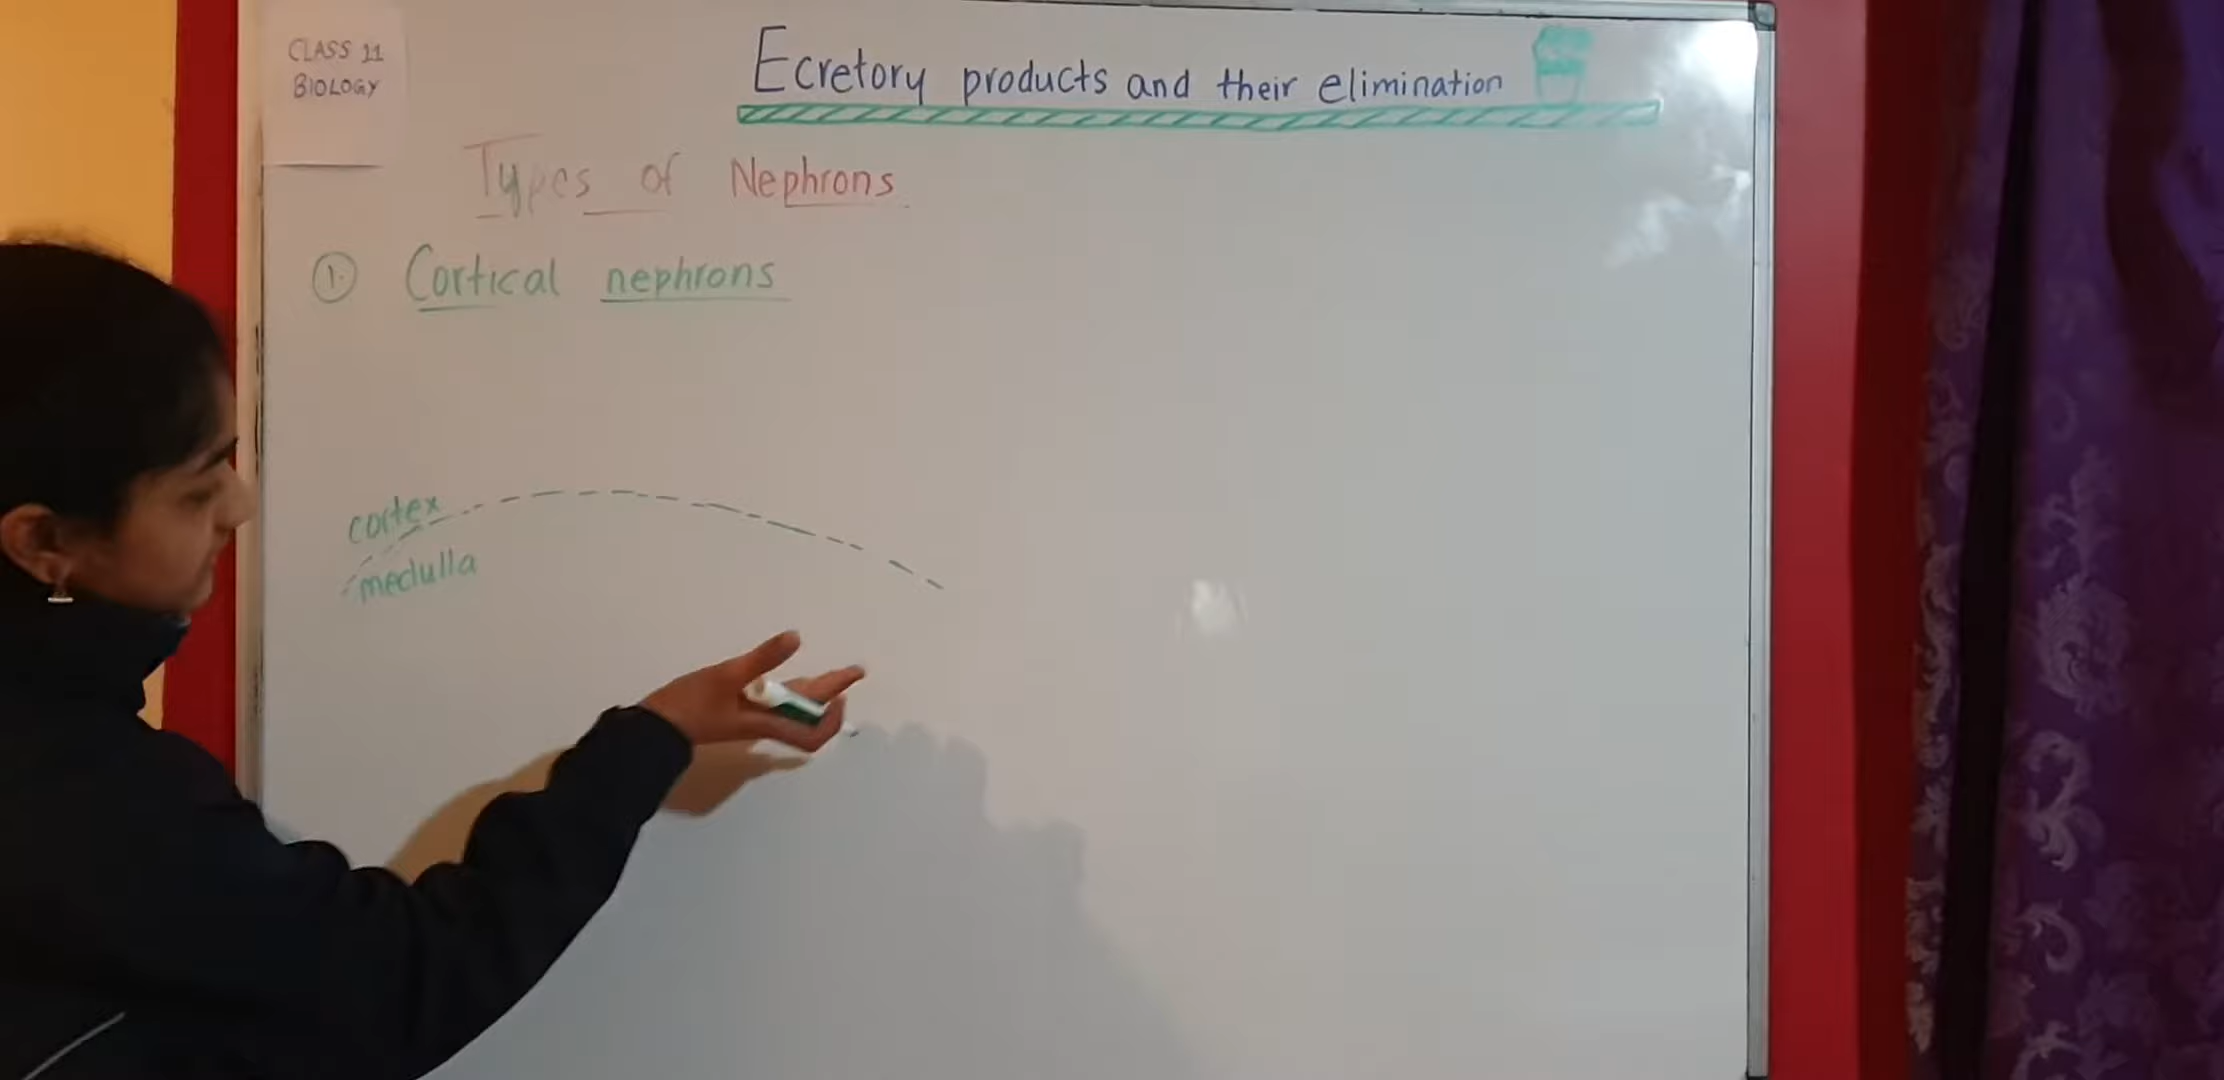 CLASS 11
BIOLOGY
Ecretory products and their elimination
Types of Nephrons
1. Cortical nephrons
cortex
medulla